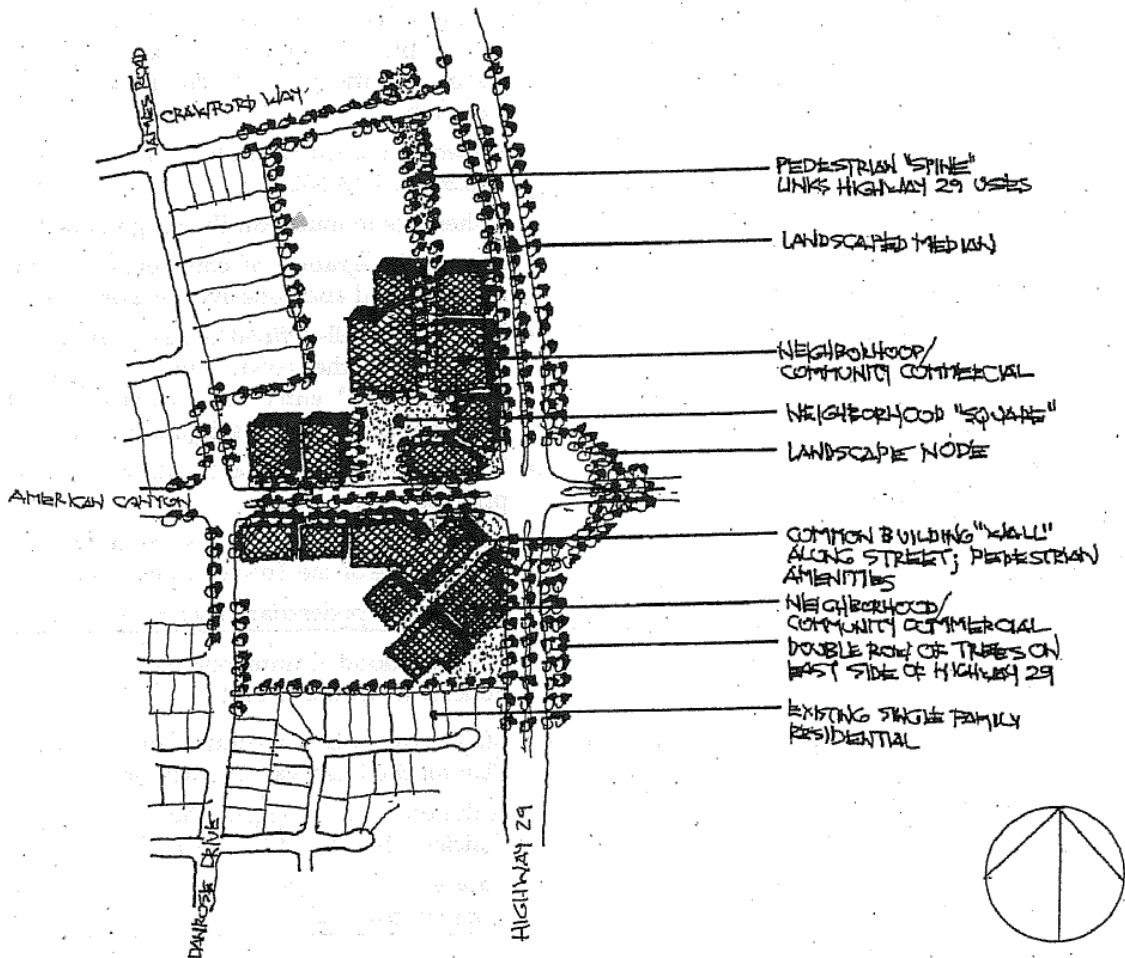 JAMES ROAD
CRAWFORD WAY
PEDESTRIAN "SPINE"
LINKS HIGHWAY 29 USES
LANDSCAPED MEDIAN
NEIGHBORHOOD/
COMMUNITY COMMERCIAL
NEIGHBORHOOD "SQUARE"
LANDSCAPE NODE
AMERICAN CANYON
COMMON BUILDING "WALL"
ALONG STREET; PEDESTRIAN
AMENITIES
NEIGHBORHOOD/
COMMUNITY COMMERCIAL
DOUBLE ROW OF TREES ON
EAST SIDE OF HIGHWAY 29
EXISTING SINGLE FAMILY
RESIDENTIAL
DANROSE DRIVE
HIGHWAY 29